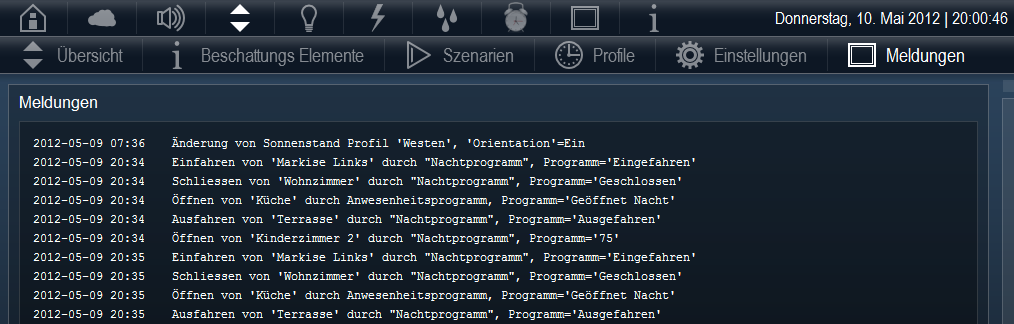 Donnerstag, 10. Mai 2012 | 20:00:46
Übersicht Beschattungs Elemente Szenarien Profile Einstellungen Meldungen
Meldungen
2012-05-09 07:36 Änderung von Sonnenstand Profil 'Westen', 'Orientation'=Ein
2012-05-09 20:34 Einfahren von 'Markise Links' durch "Nachtprogramm", Programm='Eingefahren'
2012-05-09 20:34 Schliessen von 'Wohnzimmer' durch "Nachtprogramm", Programm='Geschlossen'
2012-05-09 20:34 Öffnen von 'Küche' durch Anwesenheitsprogramm, Programm='Geöffnet Nacht'
2012-05-09 20:34 Ausfahren von 'Terrasse' durch "Nachtprogramm", Programm='Ausgefahren'
2012-05-09 20:34 Öffnen von 'Kinderzimmer 2' durch "Nachtprogramm", Programm='75'
2012-05-09 20:35 Einfahren von 'Markise Links' durch "Nachtprogramm", Programm='Eingefahren'
2012-05-09 20:35 Schliessen von 'Wohnzimmer' durch "Nachtprogramm", Programm='Geschlossen'
2012-05-09 20:35 Öffnen von 'Küche' durch Anwesenheitsprogramm, Programm='Geöffnet Nacht'
2012-05-09 20:35 Ausfahren von 'Terrasse' durch "Nachtprogramm", Programm='Ausgefahren'